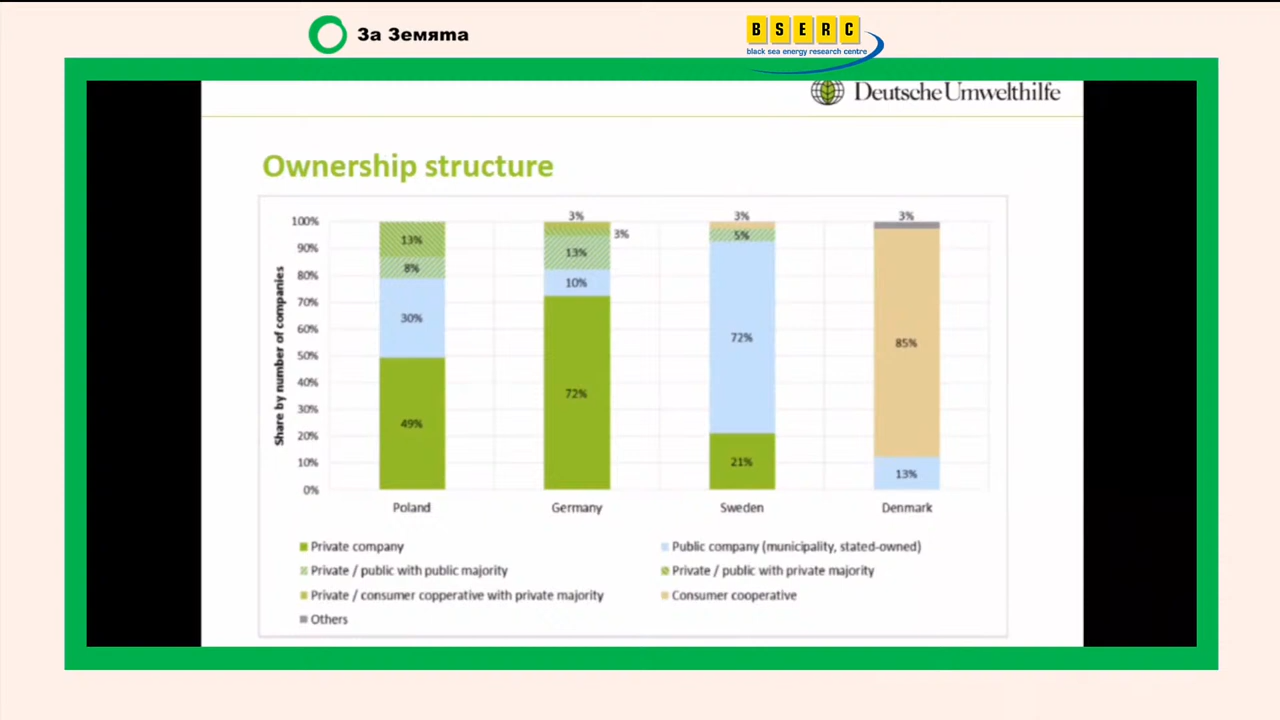 За Земята
BSERC
black sea energy research centre
Deutsche Umwelthilfe
Ownership structure
Share by number of companies
100%
90%
80%
70%
60%
50%
40%
30%
20%
10%
0%
13%
8%
30%
49%
3%
3%
13%
10%
72%
3%
5%
72%
21%
3%
85%
13%
Poland Germany Sweden Denmark
Private company Public company (municipality, stated-owned)
Private / public with public majority Private / public with private majority
Private / consumer copperative with private majority Consumer cooperative
Others